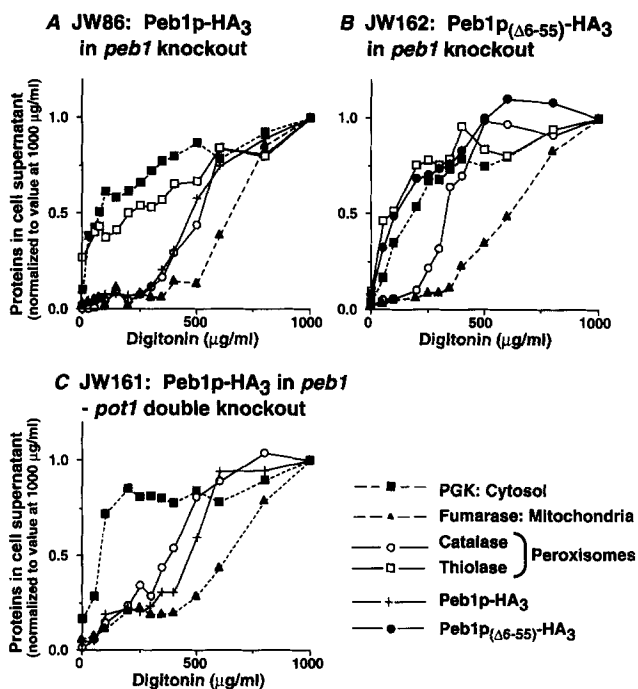 A JW86: Peb1p-HA3
in peb1 knockout
Proteins in cell supernatant
(normalized to value at 1000 µg/ml)
1.0
0.5
0.0
0
500
1000
Digitonin (µg/ml)
B JW162: Peb1p(Δ6-55)-HA3
in peb1 knockout
1.0
0.5
0.0
0
500
1000
Digitonin (µg/ml)
C JW161: Peb1p-HA3 in peb1
- pot1 double knockout
Proteins in cell supernatant
(normalized to value at 1000 µg/ml)
1.0
0.5
0.0
0
500
1000
Digitonin (µg/ml)
PGK: Cytosol
Fumarase: Mitochondria
Catalase
Thiolase
Peroxisomes
Peb1p-HA3
Peb1p(Δ6-55)-HA3